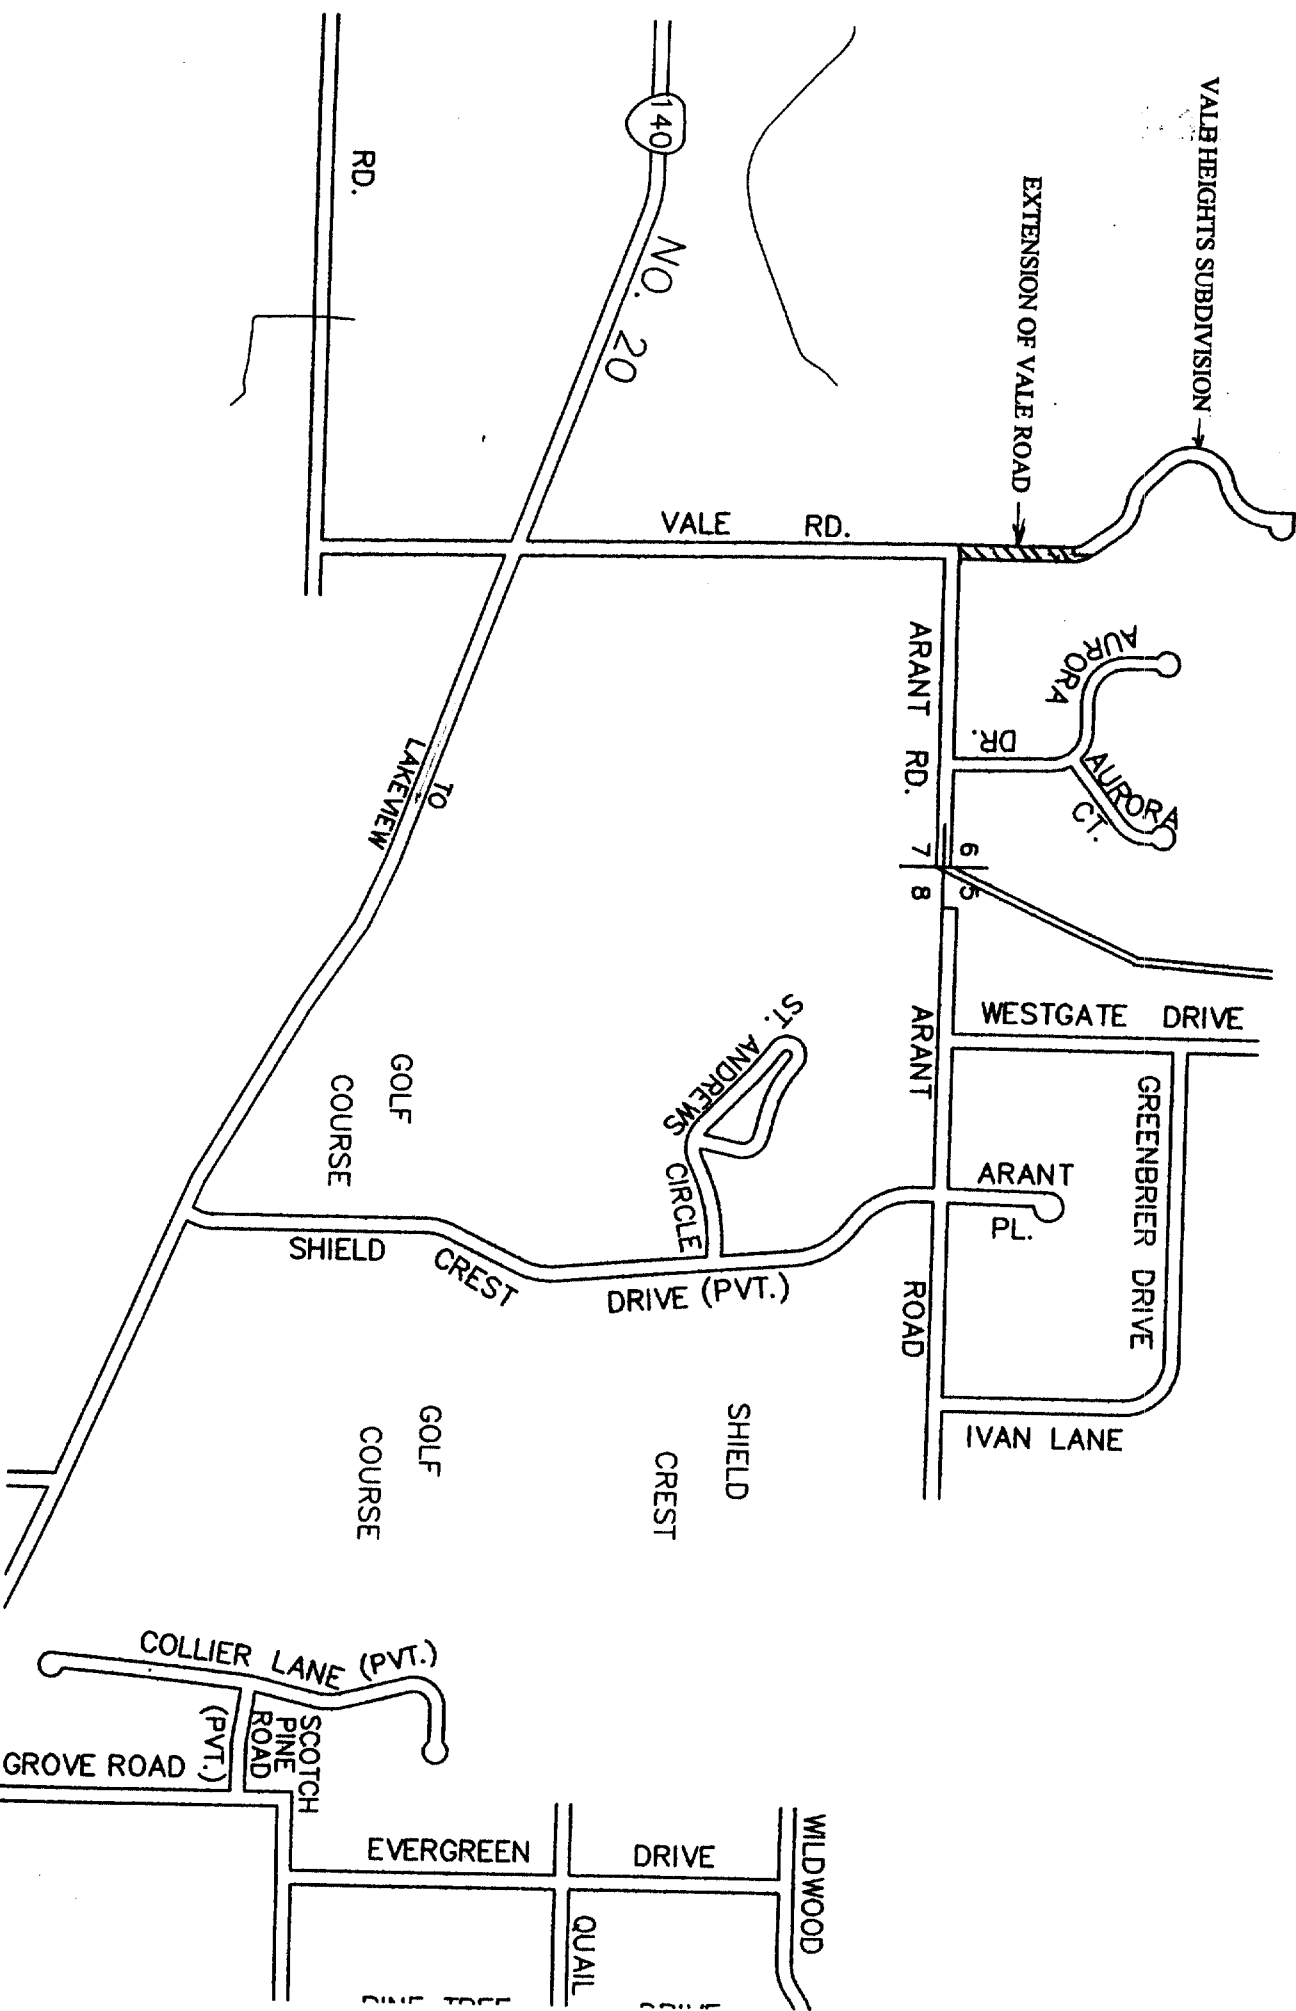 VALE HEIGHTS SUBDIVISION
EXTENSION OF VALE ROAD
140
NO. 20
RD.
VALE RD.
ARANT RD.
AURORA
DR.
AURORA
CT.
6
5
7
8
TO
LAKEVIEW
WESTGATE DRIVE
GREENBRIER DRIVE
ARANT
PL.
IVAN LANE
ARANT ROAD
ST. ANDREWS
CIRCLE
GOLF
COURSE
SHIELD
CREST
DRIVE (PVT.)
SHIELD
CREST
GOLF
COURSE
COLLIER LANE (PVT.)
SCOTCH
PINE
ROAD
(PVT.)
GROVE ROAD
EVERGREEN DRIVE
WILDWOOD
QUAIL